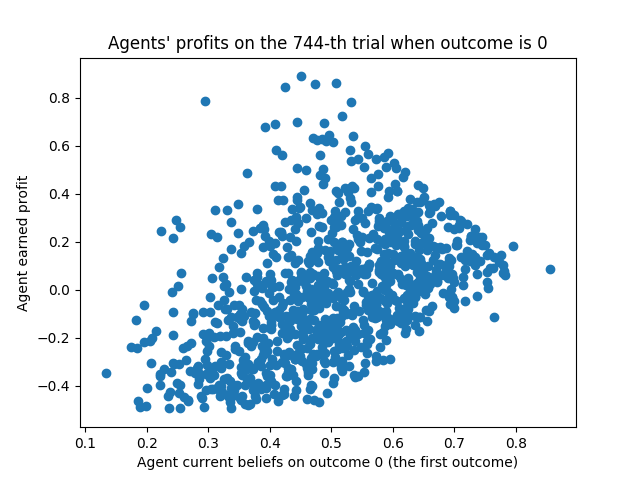 Agents' profits on the 744-th trial when outcome is 0
0.8
0.6
0.4
0.2
0.0
−0.2
−0.4
Agent earned profit
0.1 0.2 0.3 0.4 0.5 0.6 0.7 0.8
Agent current beliefs on outcome 0 (the first outcome)